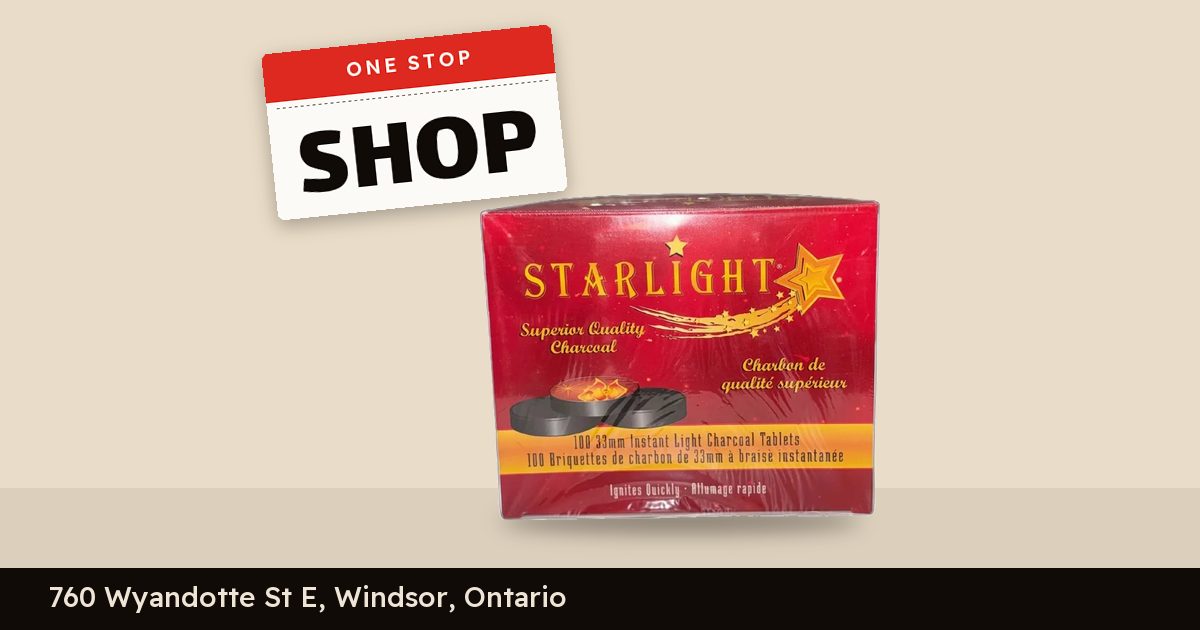 ONE STOP
SHOP
STARLIGHT®
Superior Quality
Charcoal
Charbon de
qualité supérieur
100 33mm Instant Light Charcoal Tablets
100 Briquettes de charbon de 33mm à braise instantanée
Ignites Quickly · Allumage rapide
760 Wyandotte St E, Windsor, Ontario